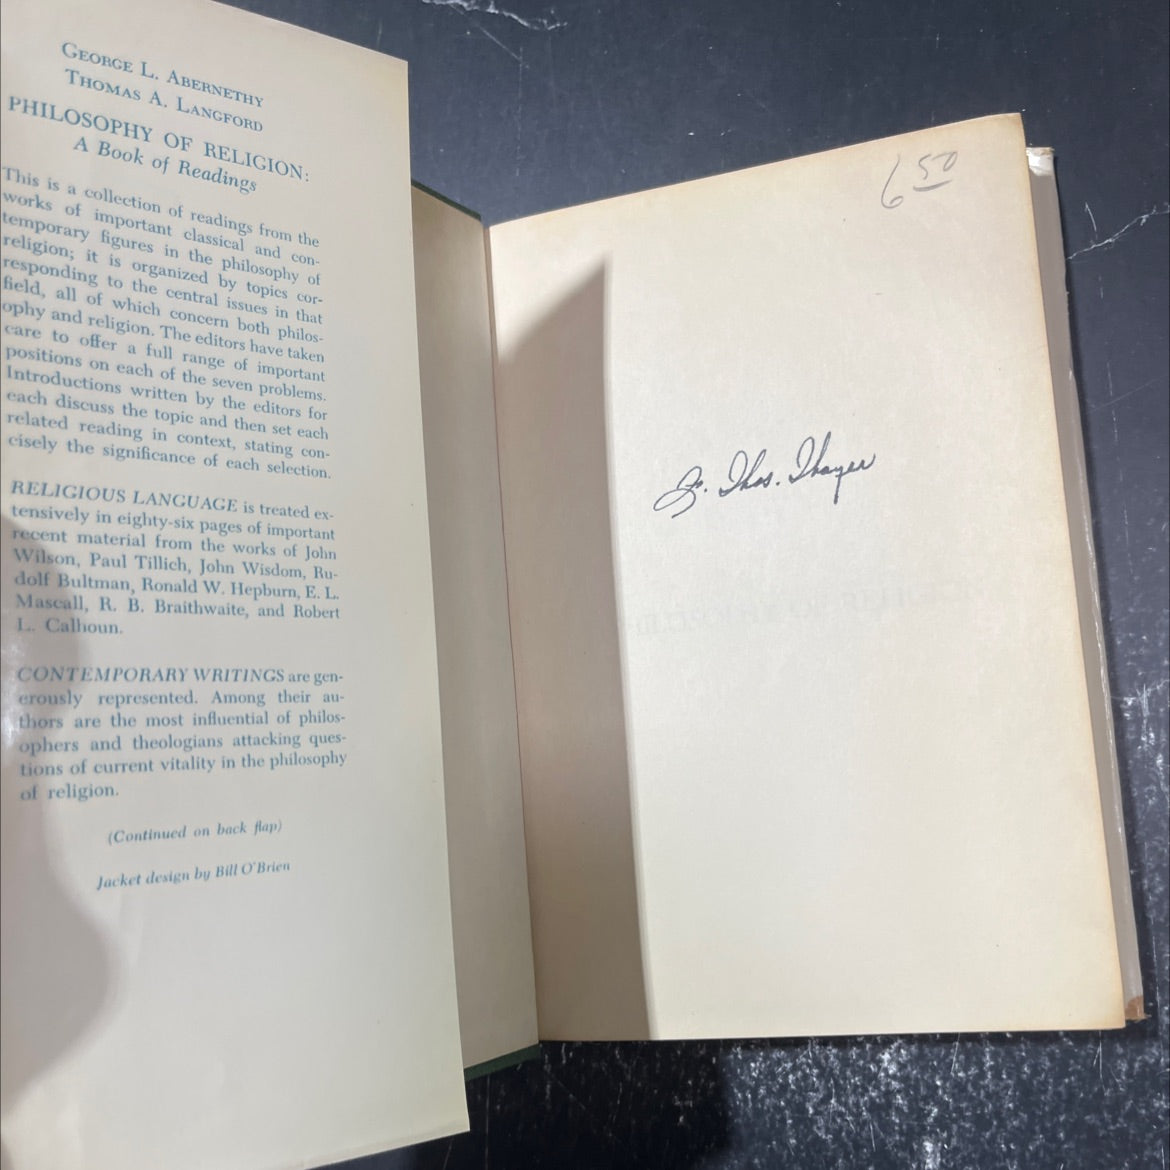 GEORGE L. ABERNETHY
THOMAS A. LANGFORD
PHILOSOPHY OF RELIGION:
A Book of Readings
This is a collection of readings from the
works of important classical and con-
temporary figures in the philosophy of
religion; it is organized by topics cor-
responding to the central issues in that
field, all of which concern both philos-
ophy and religion. The editors have taken
care to offer a full range of important
positions on each of the seven problems.
Introductions written by the editors for
each discuss the topic and then set each
related reading in context, stating con-
cisely the significance of each selection.
RELIGIOUS LANGUAGE is treated ex-
tensively in eighty-six pages of important
recent material from the works of John
Wilson, Paul Tillich, John Wisdom, Ru-
dolf Bultman, Ronald W. Hepburn, E. L.
Mascall, R. B. Braithwaite, and Robert
L. Calhoun.
CONTEMPORARY WRITINGS are gen-
erously represented. Among their au-
thors are the most influential of philos-
ophers and theologians attacking ques-
tions of current vitality in the philosophy
of religion.
(Continued on back flap)
Jacket design by Bill O'Brien
6 50
Thos. Thayer